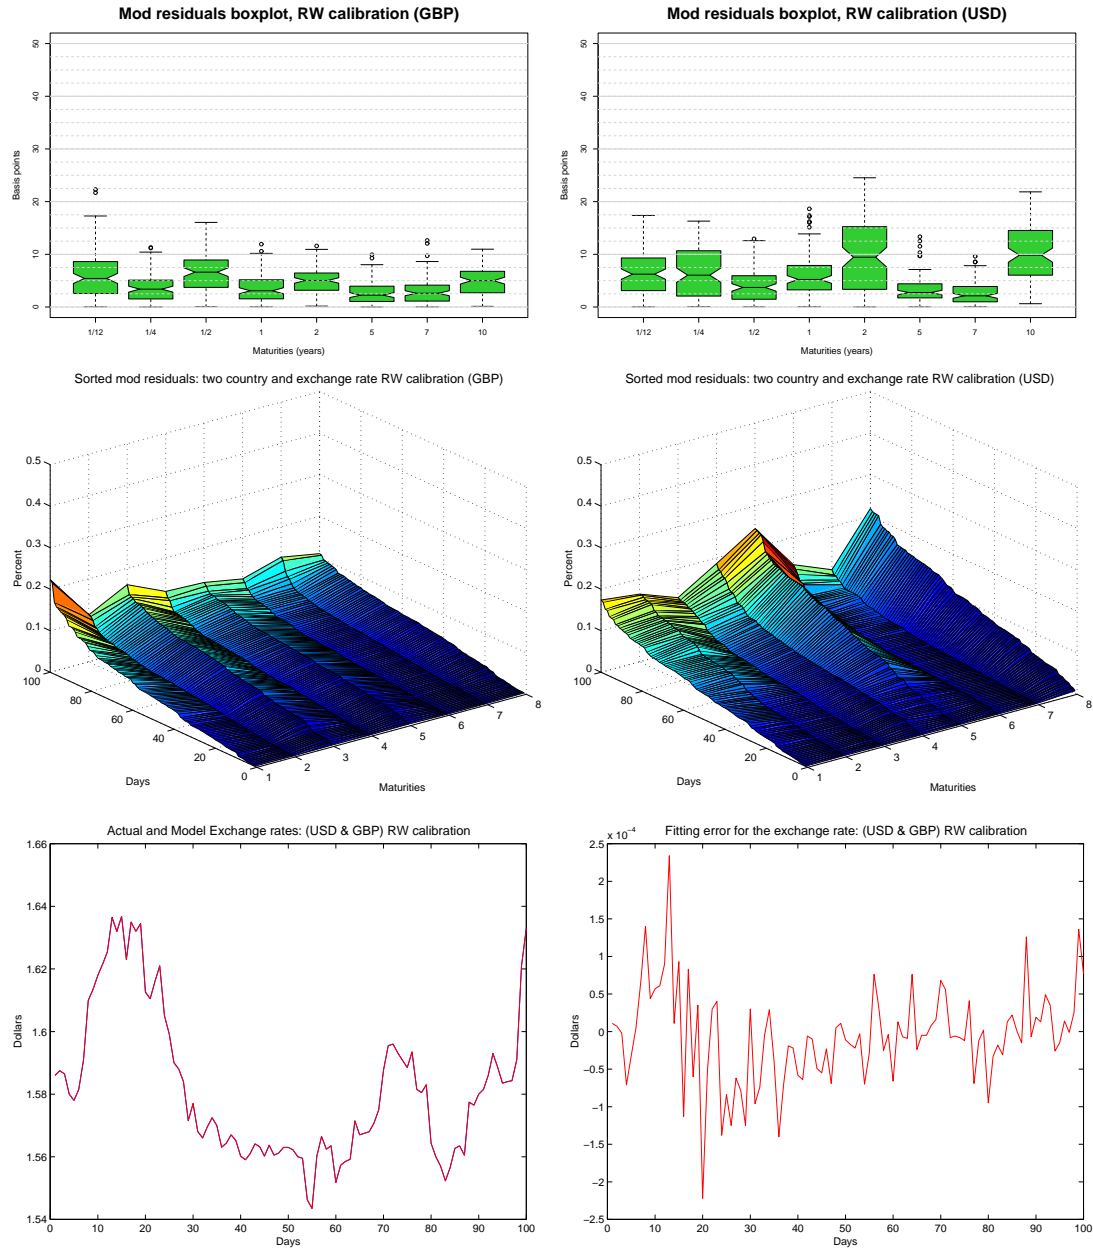 Mod residuals boxplot, RW calibration (GBP)
50
40
30
20
10
0
Basis points
1/12 1/4 1/2 1 2 5 7 10
Maturities (years)
Mod residuals boxplot, RW calibration (USD)
50
40
30
20
10
0
Basis points
1/12 1/4 1/2 1 2 5 7 10
Maturities (years)
Sorted mod residuals: two country and exchange rate RW calibration (GBP)
0.5
0.4
0.3
0.2
0.1
0
Percent
100
80
60
40
20
0
Days
1 2 3 4 5 6 7 8
Maturities
Sorted mod residuals: two country and exchange rate RW calibration (USD)
0.5
0.4
0.3
0.2
0.1
0
Percent
100
80
60
40
20
0
Days
1 2 3 4 5 6 7 8
Maturities
Actual and Model Exchange rates: (USD & GBP) RW calibration
1.66
1.64
1.62
1.6
1.58
1.56
1.54
Dollars
0 10 20 30 40 50 60 70 80 90 100
Days
Fitting error for the exchange rate: (USD & GBP) RW calibration
x 10−4
2.5
2
1.5
1
0.5
0
−0.5
−1
−1.5
−2
−2.5
Dollars
0 10 20 30 40 50 60 70 80 90 100
Days